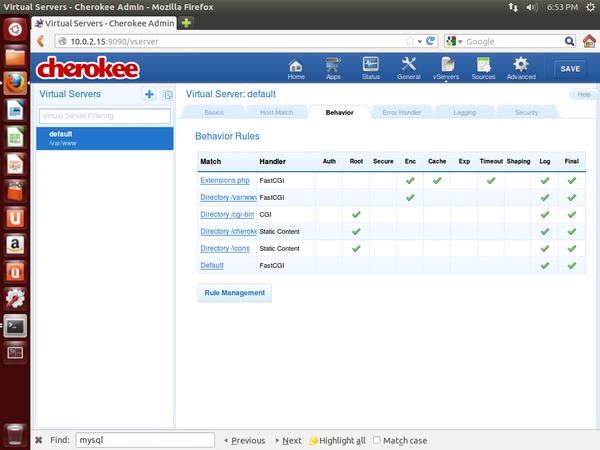 Virtual Servers - Cherokee Admin - Mozilla Firefox
6:53 PM
Virtual Servers - Cherokee Admin
10.0.2.15:9090/vserver
Google
cherokee
Home
Apps
Status
General
vServers
Sources
Advanced
SAVE
Virtual Servers
Virtual Server: default
Help
Virtual Server Filtering
default
/var/www
Basics
Host Match
Behavior
Error Handler
Logging
Security
Behavior Rules
Match Handler Auth Root Secure Enc Cache Exp Timeout Shaping Log Final
Extensions php FastCGI
Directory /var/ww FastCGI
Directory /cgi-bin CGI
Directory /cheroke Static Content
Directory /icons Static Content
Default FastCGI
Rule Management
Find: mysql Previous Next Highlight all Match case